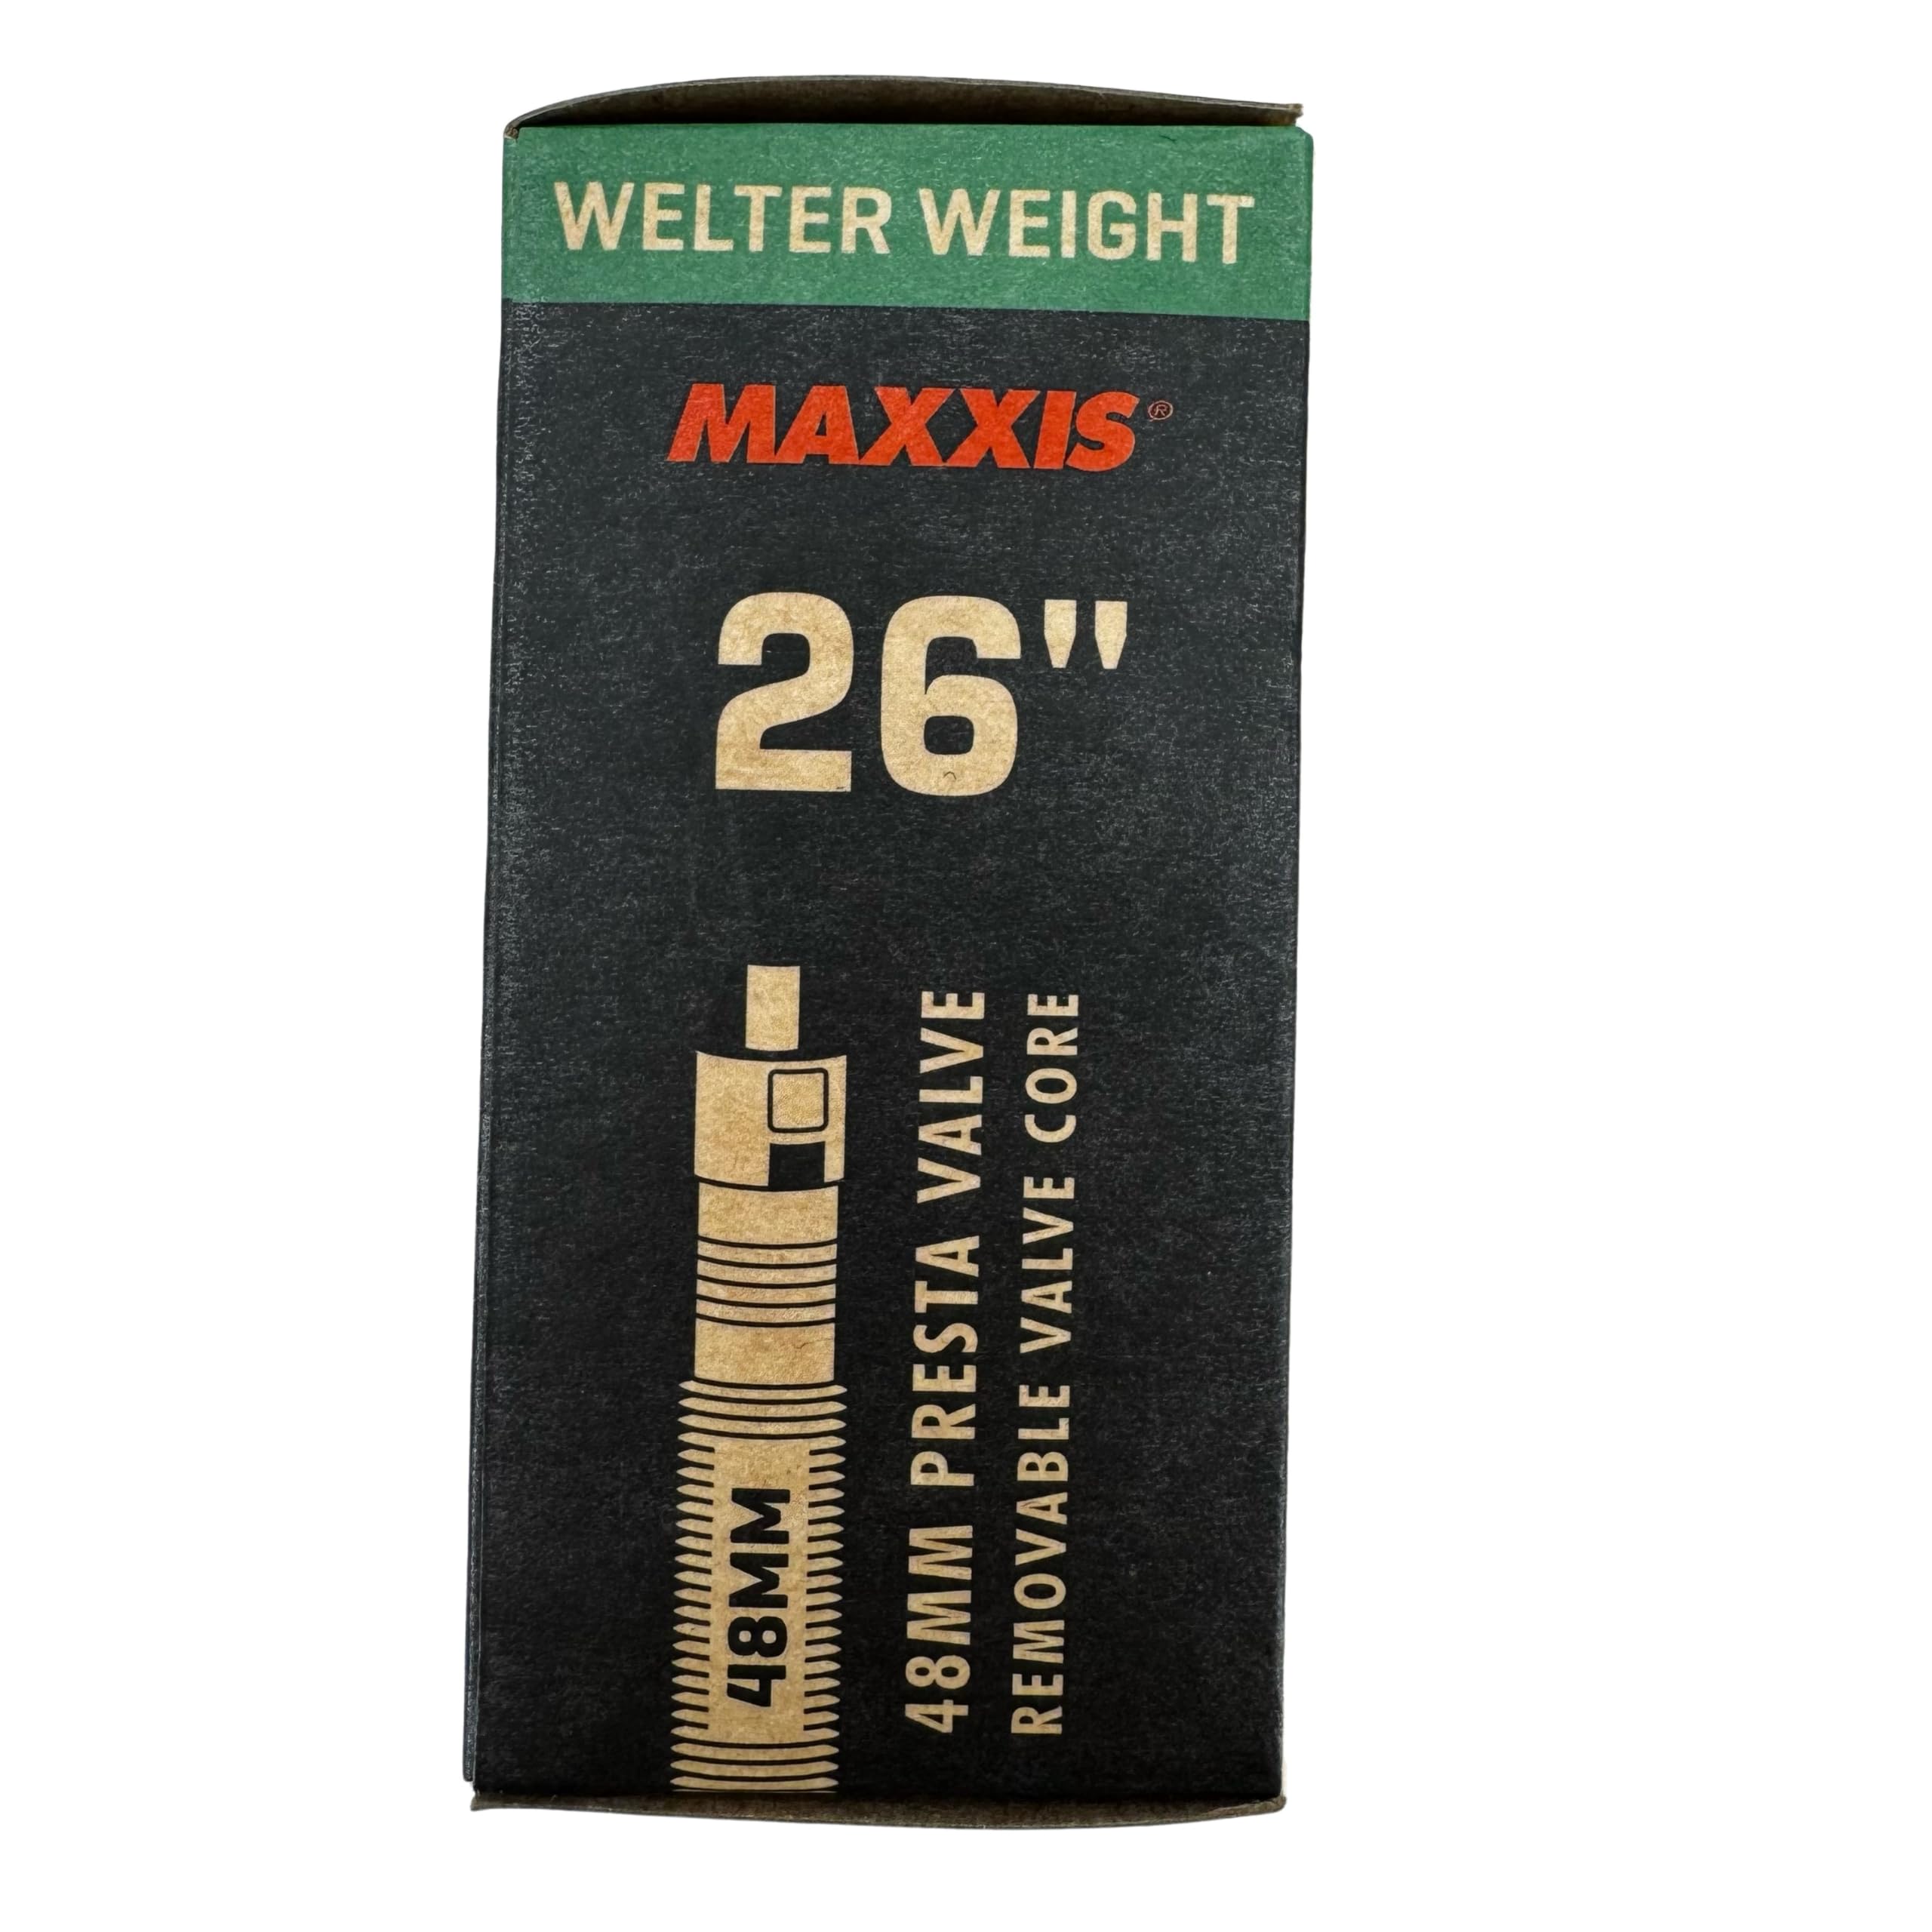 WELTER WEIGHT
MAXXIS®
26"
48MM
48MM PRESTA VALVE
REMOVABLE VALVE CORE